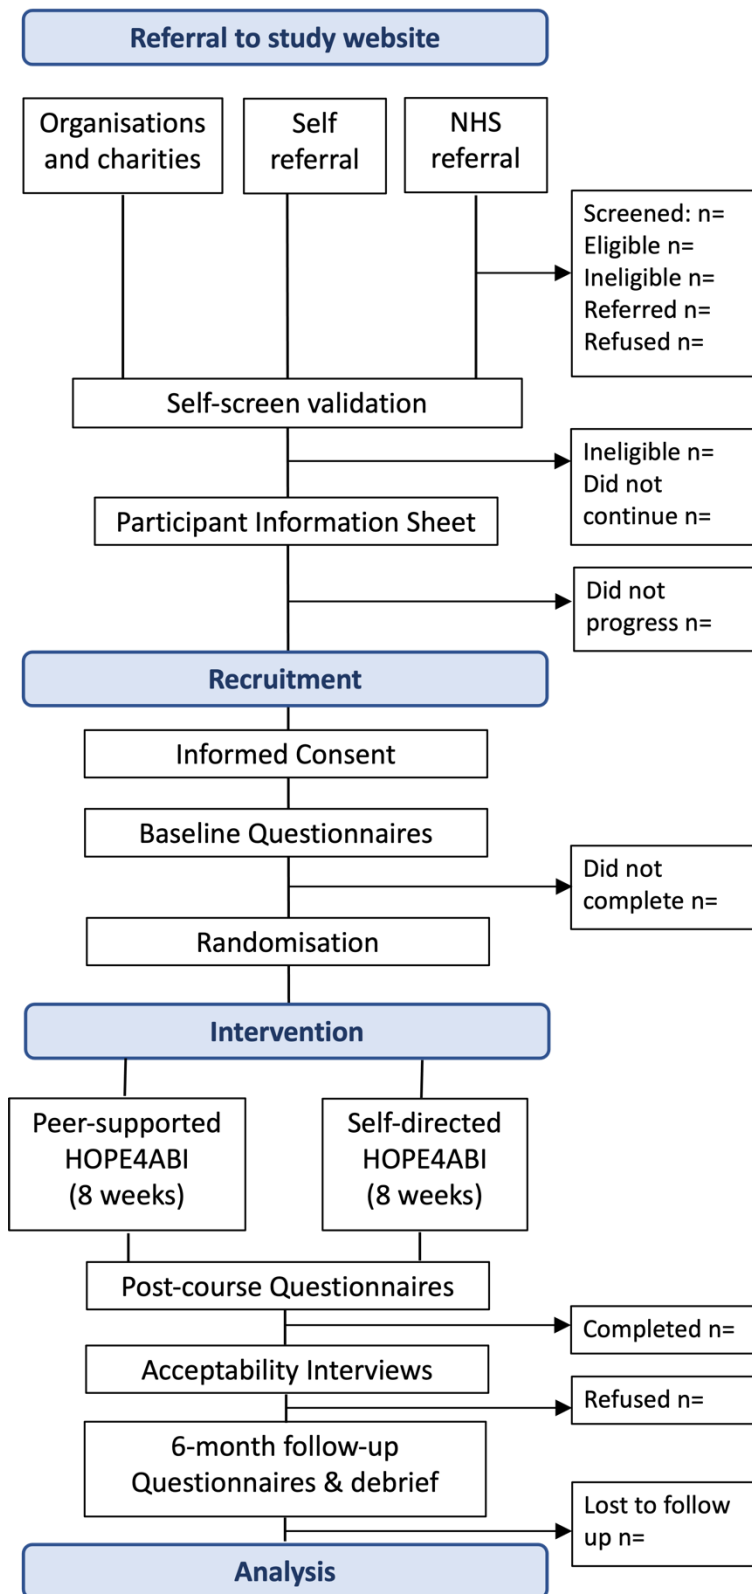 Referral to study website
Organisations
and charities
Self
referral
NHS
referral
Screened: n=
Eligible n=
Ineligible n=
Referred n=
Refused n=
Self-screen validation
Ineligible n=
Did not
continue n=
Participant Information Sheet
Did not
progress n=
Recruitment
Informed Consent
Baseline Questionnaires
Did not
complete n=
Randomisation
Intervention
Peer-supported
HOPE4ABI
(8 weeks)
Self-directed
HOPE4ABI
(8 weeks)
Post-course Questionnaires
Completed n=
Acceptability Interviews
Refused n=
6-month follow-up
Questionnaires & debrief
Lost to follow
up n=
Analysis